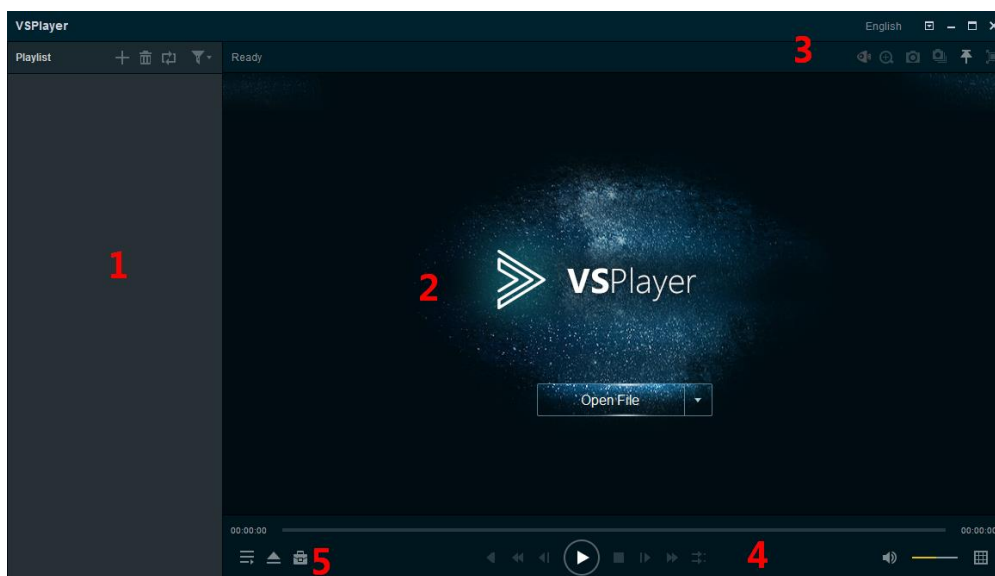 VSPlayer
English
Playlist
Ready
3
1
2
VSPlayer
Open File
00:00:00
00:00:00
5
4